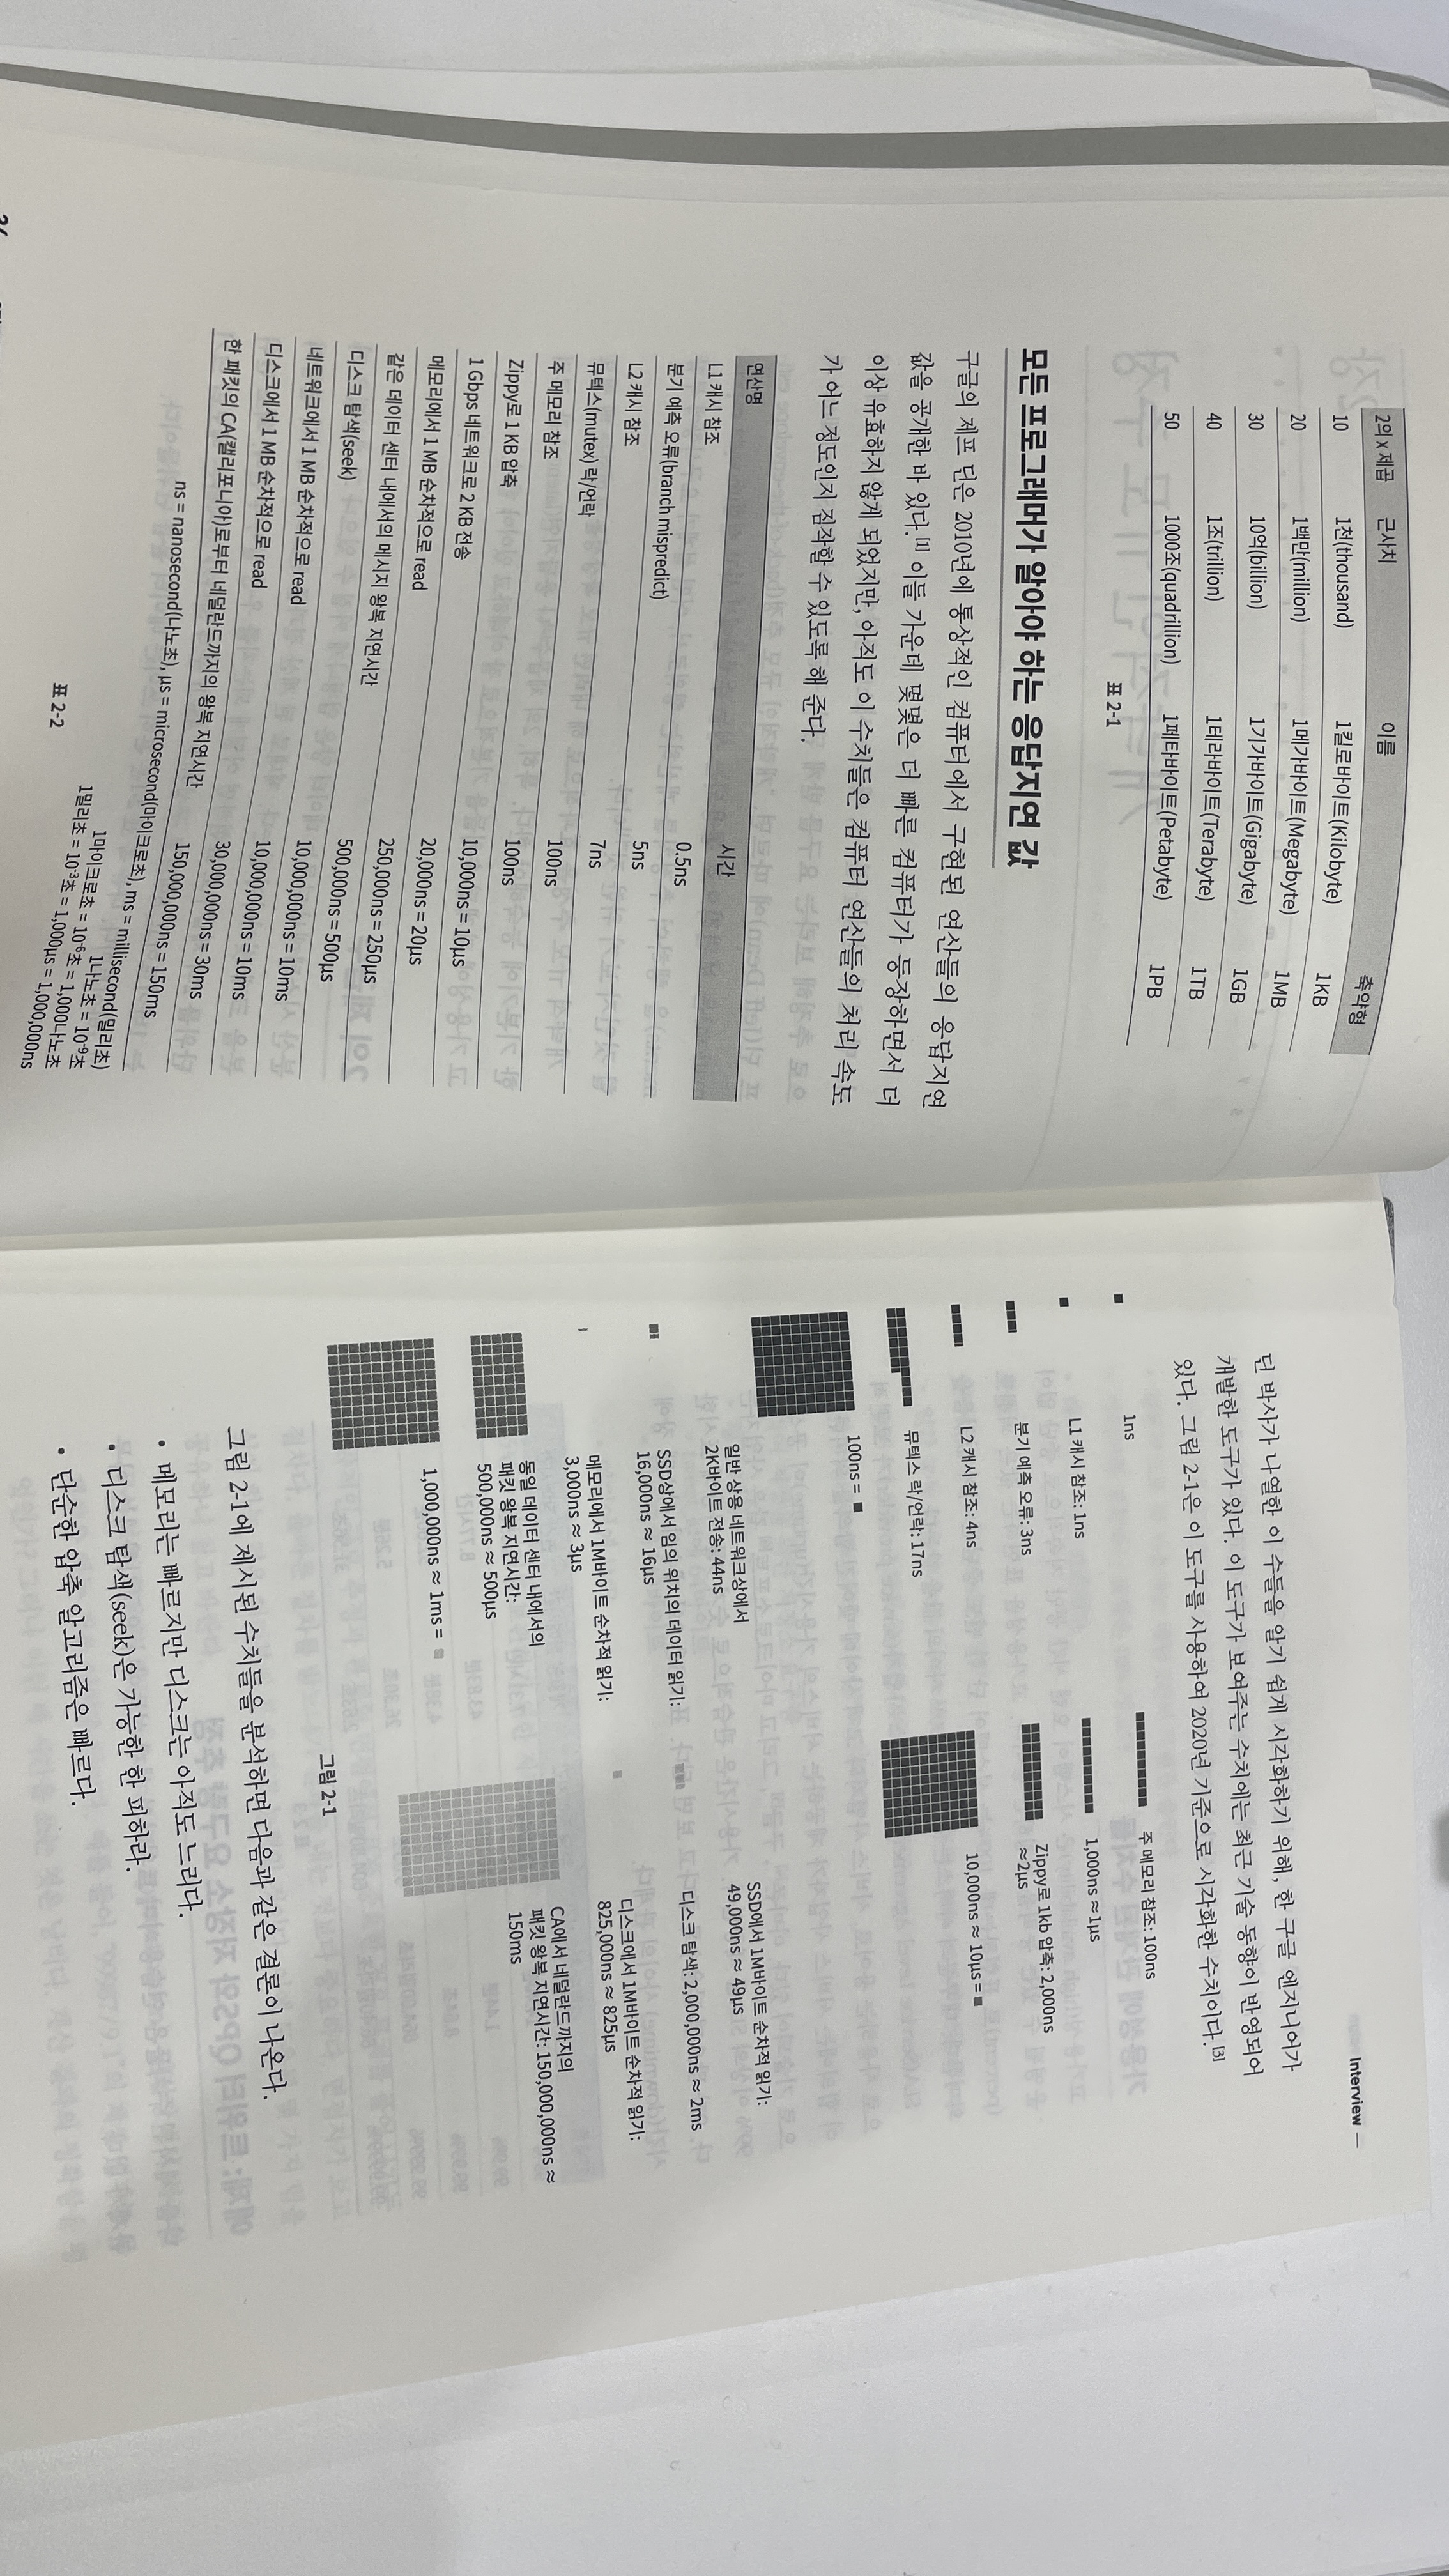 2의 x 제곱 근사치 이름 축약형
10 1천(thousand) 1킬로바이트(Kilobyte) 1KB
20 1백만(million) 1메가바이트(Megabyte) 1MB
30 10억(billion) 1기가바이트(Gigabyte) 1GB
40 1조(trillion) 1테라바이트(Terabyte) 1TB
50 1000조(quadrillion) 1페타바이트(Petabyte) 1PB
표 2-1
모든 프로그래머가 알아야 하는 응답지연 값
구글의 제프 딘은 2010년에 통상적인 컴퓨터에서 구현된 연산들의 응답지연
값을 공개한 바 있다.[1] 이들 가운데 몇몇은 더 빠른 컴퓨터가 등장하면서 더
이상 유효하지 않게 되었지만, 아직도 이 수치들은 컴퓨터 연산들의 처리 속도
가 어느 정도인지 짐작할 수 있도록 해 준다.
연산명 시간
L1 캐시 참조 0.5ns
분기 예측 오류(branch mispredict) 5ns
L2 캐시 참조 7ns
뮤텍스(mutex) 락/언락 100ns
주 메모리 참조 100ns
Zippy로 1 KB 압축 10,000ns = 10µs
1 Gbps 네트워크로 2 KB 전송 20,000ns = 20µs
메모리에서 1 MB 순차적으로 read 250,000ns = 250µs
같은 데이터 센터 내에서의 메시지 왕복 지연시간 500,000ns = 500µs
디스크 탐색(seek) 10,000,000ns = 10ms
네트워크에서 1 MB 순차적으로 read 10,000,000ns = 10ms
디스크에서 1 MB 순차적으로 read 30,000,000ns = 30ms
한 패킷의 CA(캘리포니아)로부터 네덜란드까지의 왕복 지연시간 150,000,000ns = 150ms
ns = nanosecond(나노초), µs = microsecond(마이크로초), ms = millisecond(밀리초)
1나노초 = 10-9초
1마이크로초 = 10-6초 = 1,000나노초
1밀리초 = 10-3초 = 1,000µs = 1,000,000ns
표 2-2
Interview —
딘 박사가 나열한 이 수들을 알기 쉽게 시각화하기 위해, 한 구글 엔지니어가
개발한 도구가 있다. 이 도구가 보여주는 수치에는 최근 기술 동향이 반영되어
있다. 그림 2-1은 이 도구를 사용하여 2020년 기준으로 시각화한 수치이다.[3]
1ns
L1 캐시 참조: 1ns
분기 예측 오류: 3ns
L2 캐시 참조: 4ns
뮤텍스 락/언락: 17ns
100ns = ■
주 메모리 참조: 100ns
1,000ns ≈ 1µs
Zippy로 1kb 압축: 2,000ns
≈2µs
10,000ns ≈ 10µs = ■
일반 상용 네트워크상에서
2K바이트 전송: 44ns
SSD상에서 임의 위치의 데이터 읽기:
16,000ns ≈ 16µs
메모리에서 1M바이트 순차적 읽기:
3,000ns ≈ 3µs
동일 데이터 센터 내에서의
패킷 왕복 지연시간:
500,000ns ≈ 500µs
1,000,000ns ≈ 1ms = ■
SSD에서 1M바이트 순차적 읽기:
49,000ns ≈ 49µs
디스크 탐색: 2,000,000ns ≈ 2ms
디스크에서 1M바이트 순차적 읽기:
825,000ns ≈ 825µs
CA에서 네덜란드까지의
패킷 왕복 지연시간: 150,000,000ns ≈
150ms
그림 2-1
그림 2-1에 제시된 수치들을 분석하면 다음과 같은 결론이 나온다.
• 메모리는 빠르지만 디스크는 아직도 느리다.
• 디스크 탐색(seek)은 가능한 한 피하라.
• 단순한 압축 알고리즘은 빠르다.